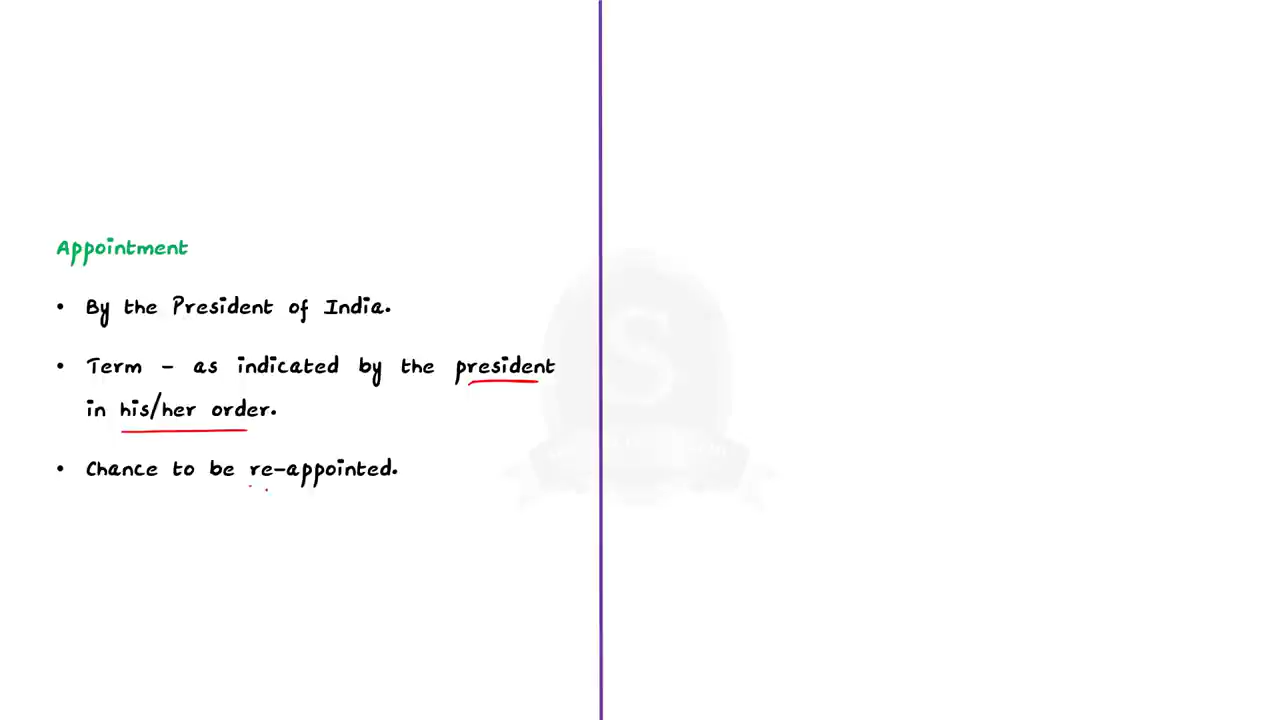 Appointment
• By the President of India.
• Term - as indicated by the president
in his/her order.
• Chance to be re-appointed.